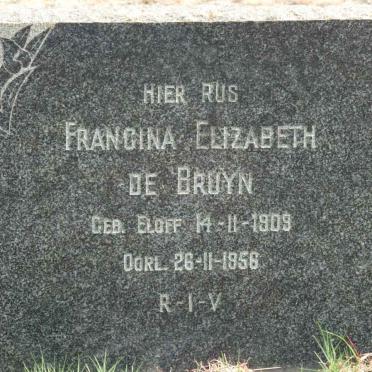 HIER RUS
FRANCINA ELIZABETH
DE BRUYN
GEB. ELOFF 14-11-1909
OORL. 26-11-1956
R-I-V